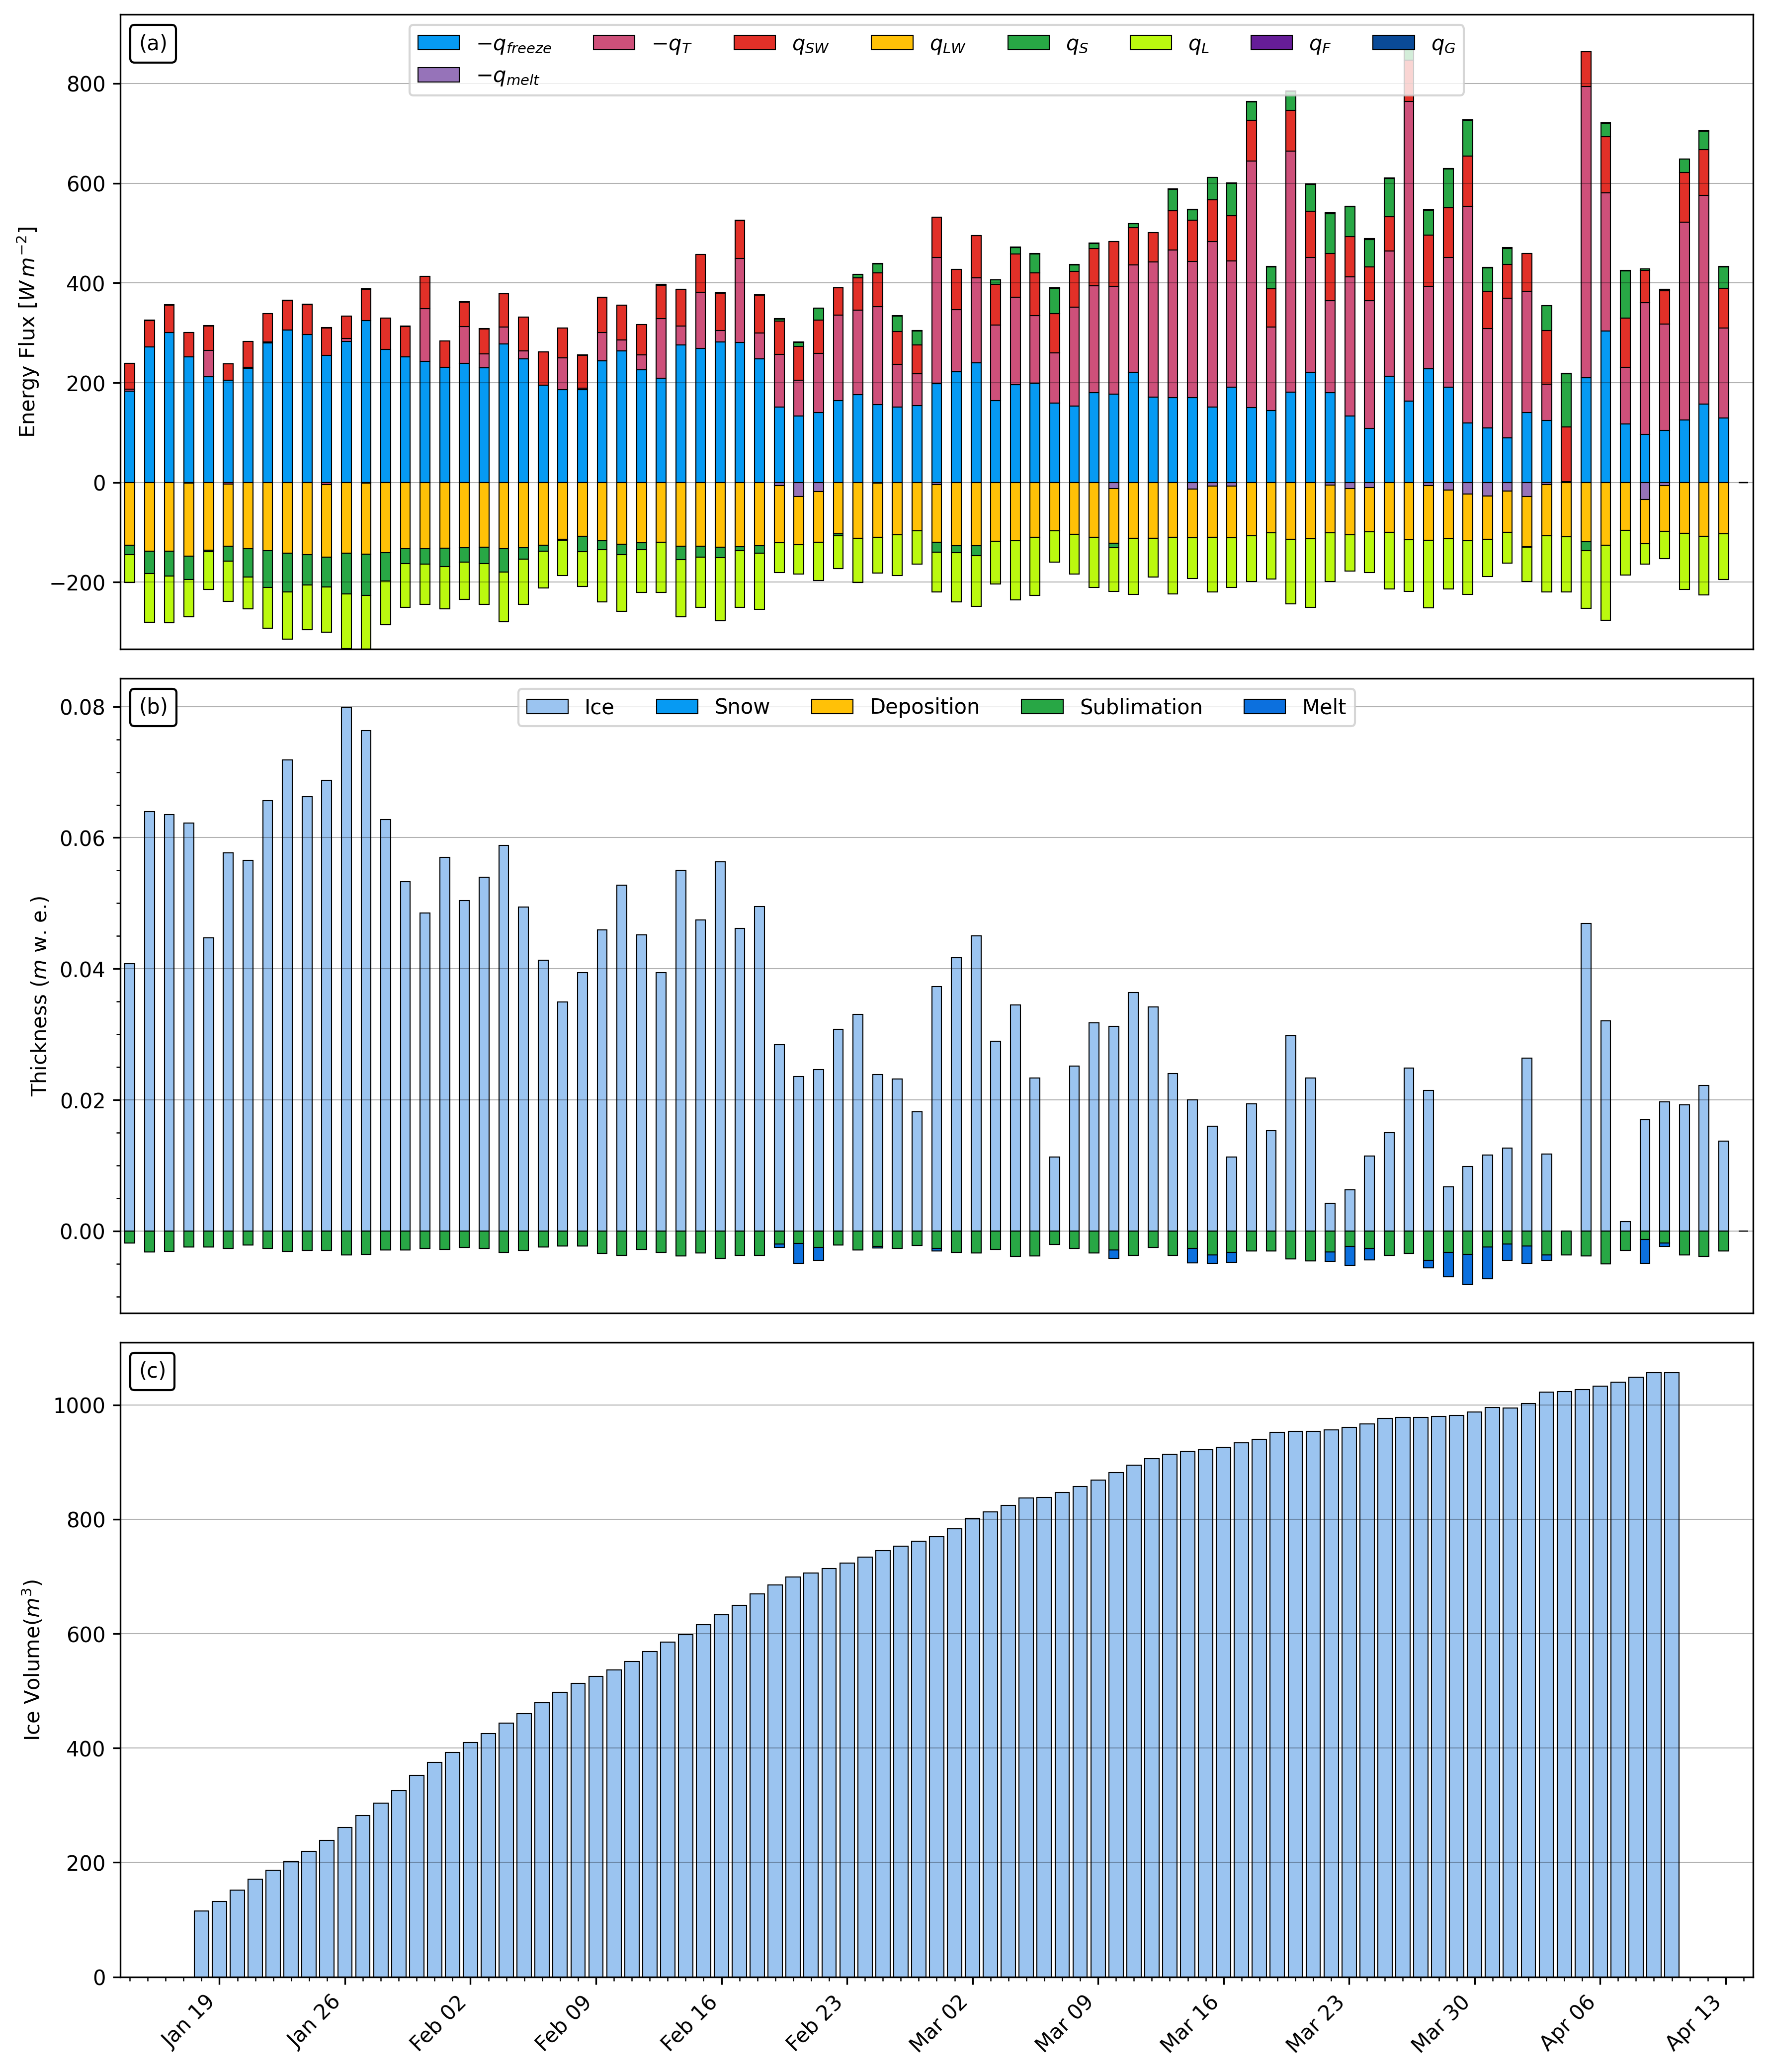 (a)
−q_freeze −q_T q_SW q_LW q_S q_L q_F q_G
−q_melt
Energy Flux [W m⁻²]
800
600
400
200
0
−200
(b)
Ice Snow Deposition Sublimation Melt
Thickness (m w. e.)
0.08
0.06
0.04
0.02
0.00
(c)
Ice Volume(m³)
1000
800
600
400
200
0
Jan 19 Jan 26 Feb 02 Feb 09 Feb 16 Feb 23 Mar 02 Mar 09 Mar 16 Mar 23 Mar 30 Apr 06 Apr 13